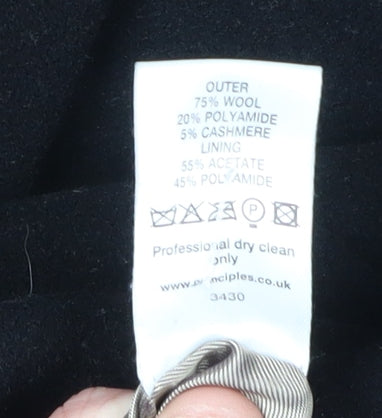 OUTER
75% WOOL
20% POLYAMIDE
5% CASHMERE
LINING
55% ACETATE
45% POLYAMIDE
P
Professional dry clean
only
www.principles.co.uk
3430